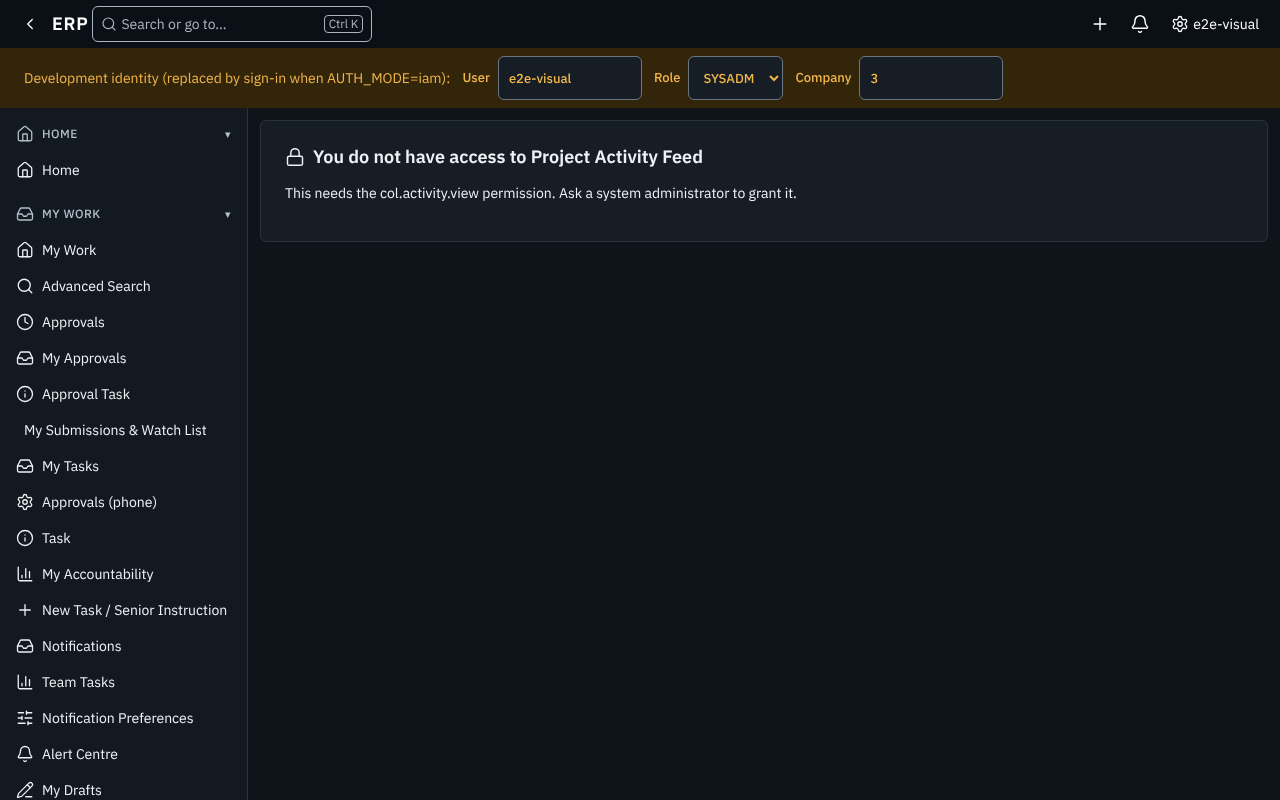 ERP
Search or go to...
Ctrl K
e2e-visual
Development identity (replaced by sign-in when AUTH_MODE=iam):
User
e2e-visual
Role
SYSADM
Company
3
HOME
Home
MY WORK
My Work
Advanced Search
Approvals
My Approvals
Approval Task
My Submissions & Watch List
My Tasks
Approvals (phone)
Task
My Accountability
New Task / Senior Instruction
Notifications
Team Tasks
Notification Preferences
Alert Centre
My Drafts
You do not have access to Project Activity Feed
This needs the col.activity.view permission. Ask a system administrator to grant it.